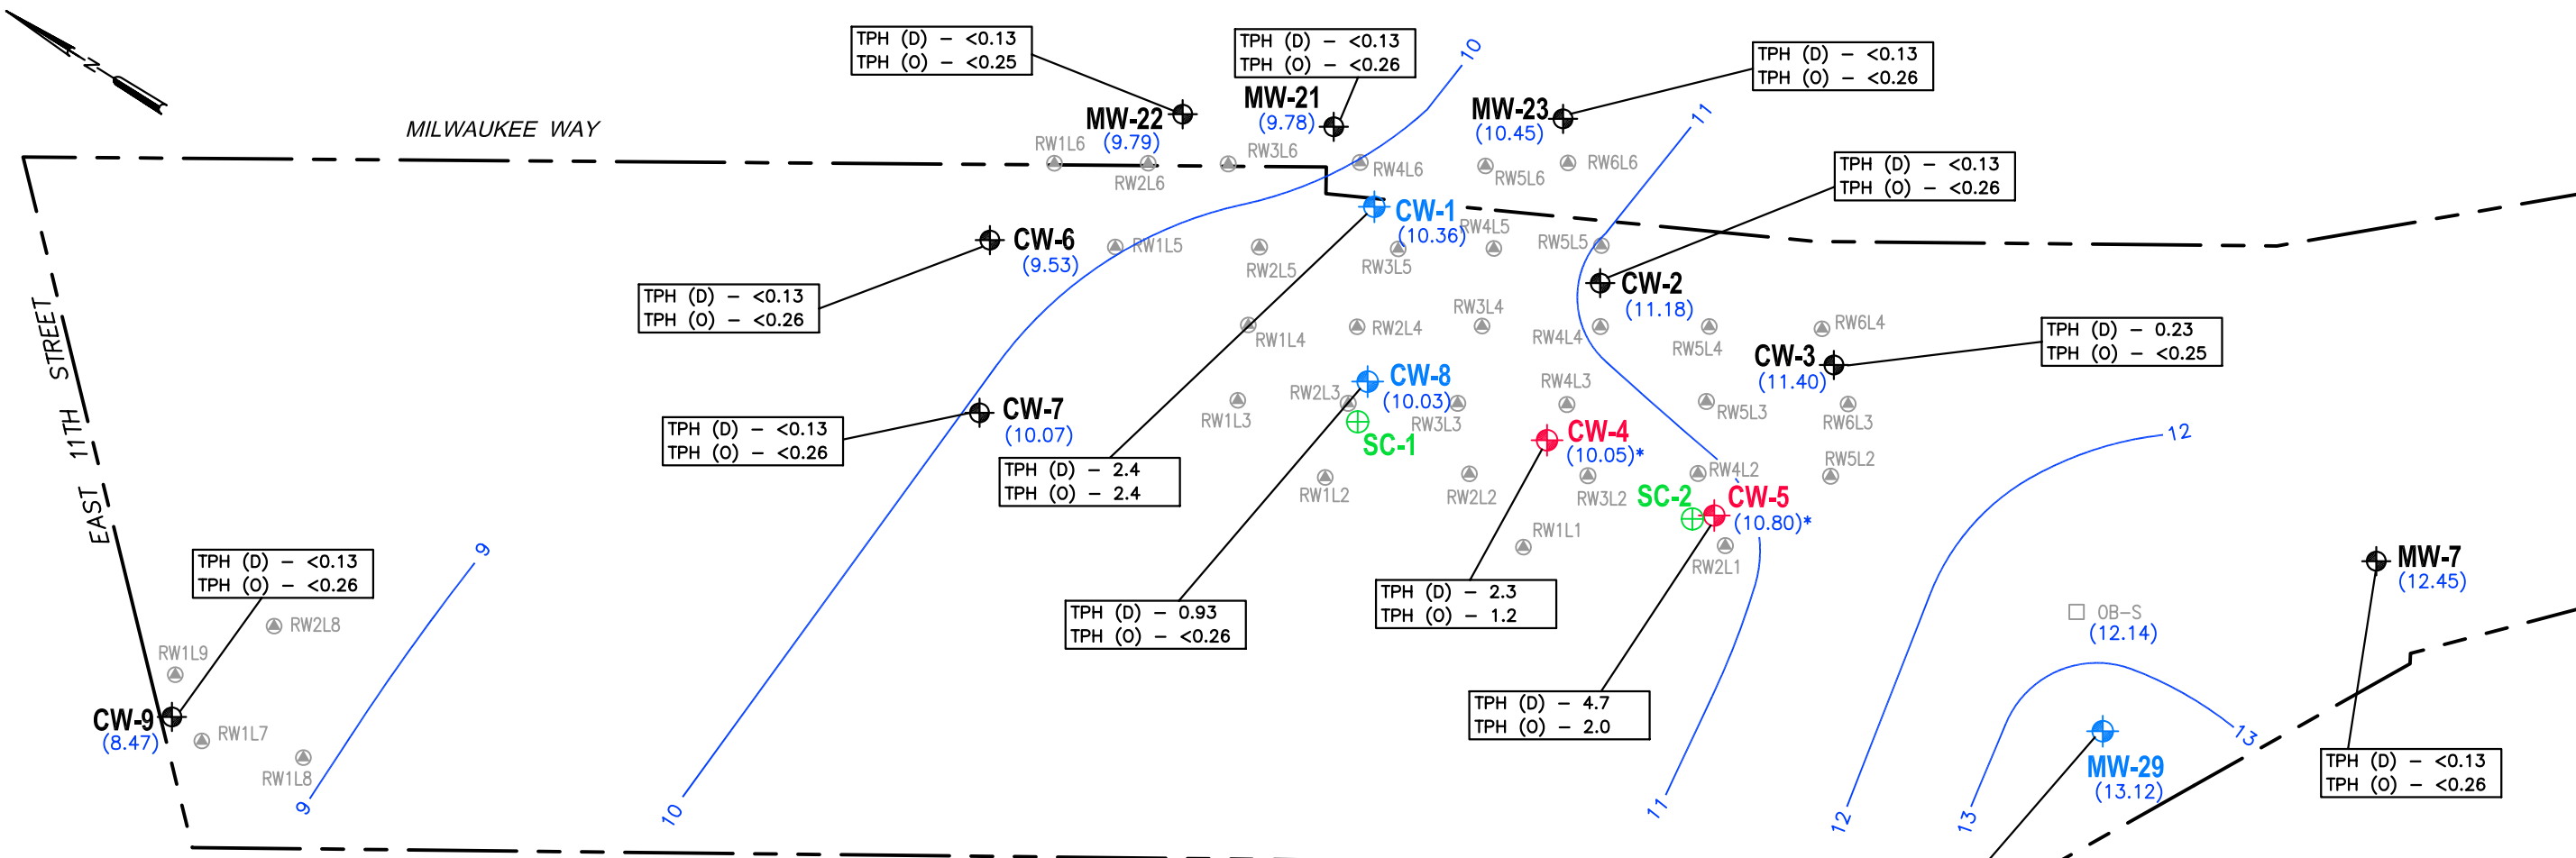 N
MILWAUKEE WAY
EAST 11TH STREET
TPH (D) – <0.13
TPH (O) – <0.25
MW-22
(9.79)
TPH (D) – <0.13
TPH (O) – <0.26
MW-21
(9.78)
10
TPH (D) – <0.13
TPH (O) – <0.26
MW-23
(10.45)
11
RW1L6
RW2L6
RW3L6
RW4L6
RW5L6
RW6L6
TPH (D) – <0.13
TPH (O) – <0.26
CW-1
(10.36)
CW-6
(9.53)
RW1L5
RW2L5
RW3L5
RW4L5
RW5L5
CW-2
(11.18)
TPH (D) – <0.13
TPH (O) – <0.26
RW1L4
RW2L4
RW3L4
RW4L4
RW5L4
RW6L4
CW-3
(11.40)
TPH (D) – 0.23
TPH (O) – <0.25
CW-7
(10.07)
TPH (D) – <0.13
TPH (O) – <0.26
CW-8
(10.03)
RW1L3
RW2L3
RW3L3
RW4L3
RW5L3
RW6L3
SC-1
CW-4
(10.05)*
12
TPH (D) – 2.4
TPH (O) – 2.4
RW1L2
RW2L2
RW3L2
RW4L2
RW5L2
SC-2
CW-5
(10.80)*
RW1L1
RW2L1
9
TPH (D) – <0.13
TPH (O) – <0.26
TPH (D) – 0.93
TPH (O) – <0.26
TPH (D) – 2.3
TPH (O) – 1.2
MW-7
(12.45)
OB-S
(12.14)
RW2L8
RW1L9
CW-9
(8.47)
RW1L7
RW1L8
TPH (D) – 4.7
TPH (O) – 2.0
13
MW-29
(13.12)
TPH (D) – <0.13
TPH (O) – <0.26
9
10
11
12
13